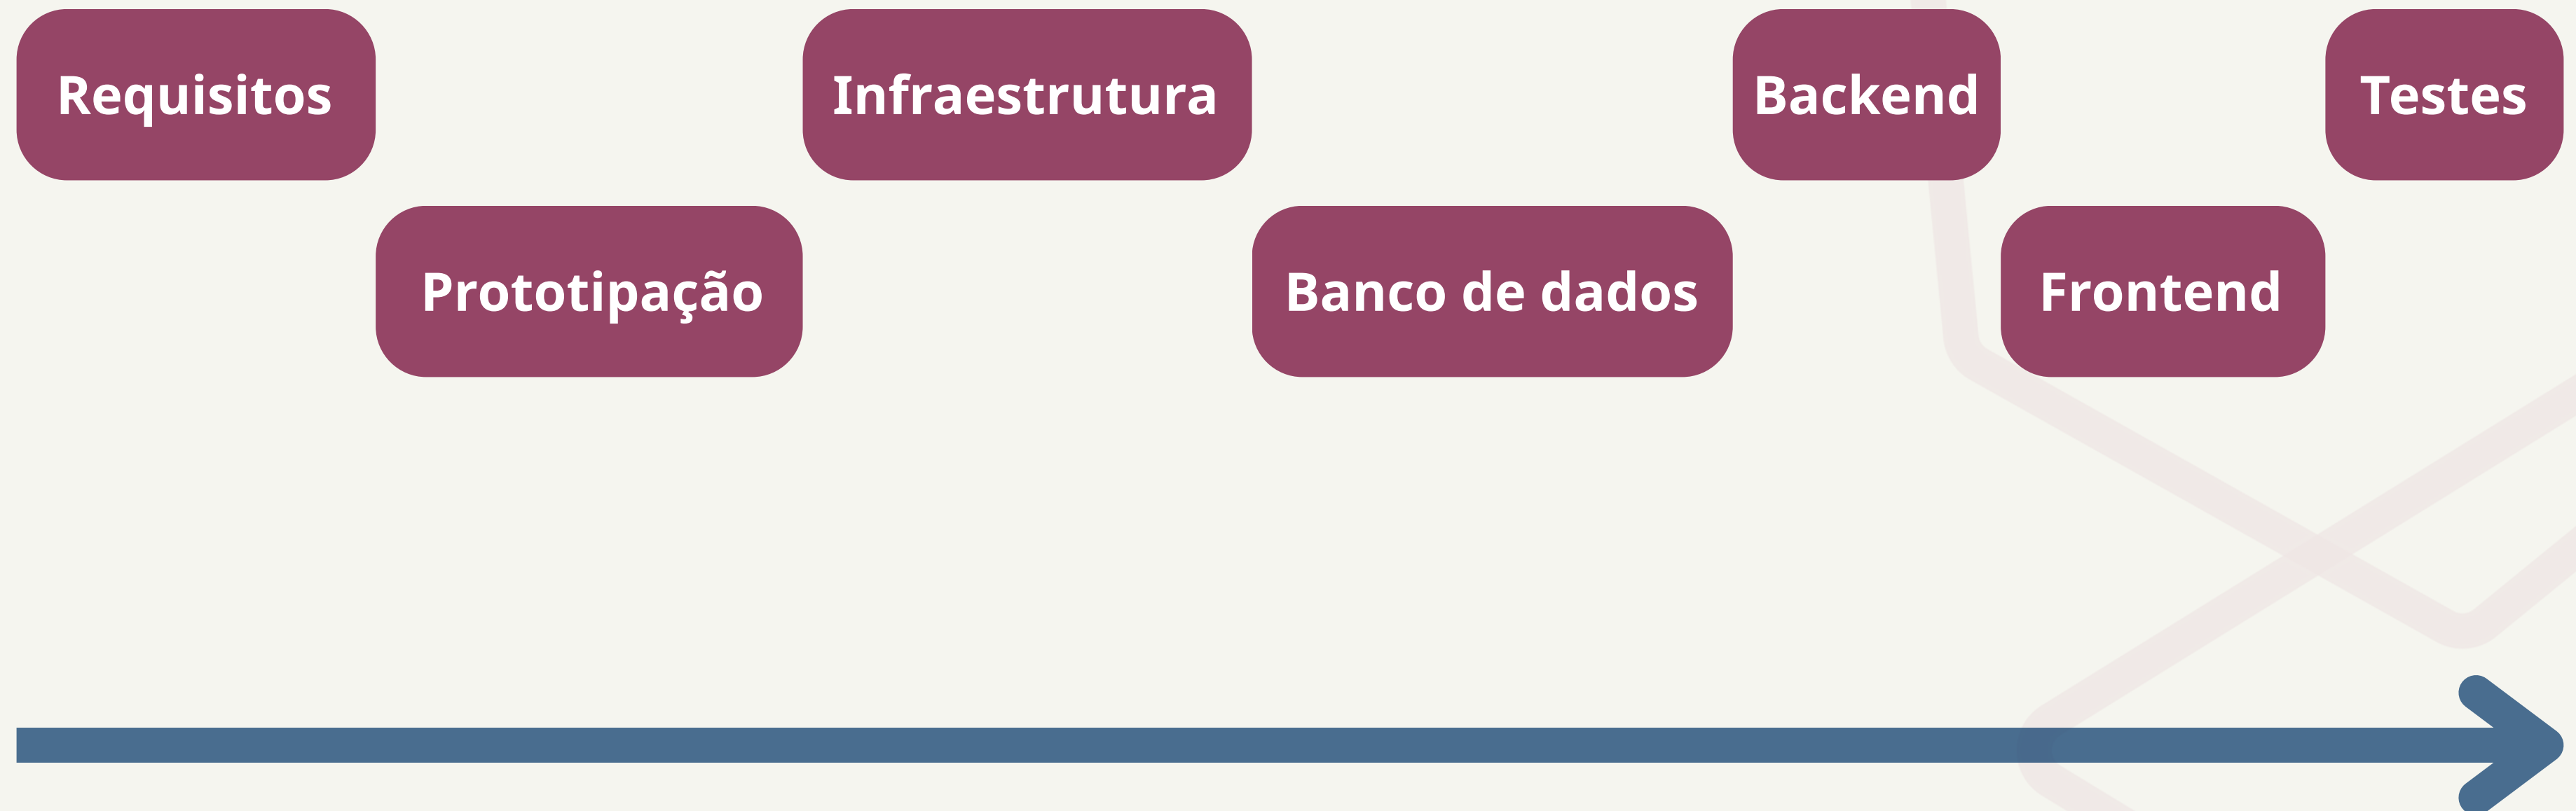 Requisitos
Prototipação
Infraestrutura
Banco de dados
Backend
Frontend
Testes